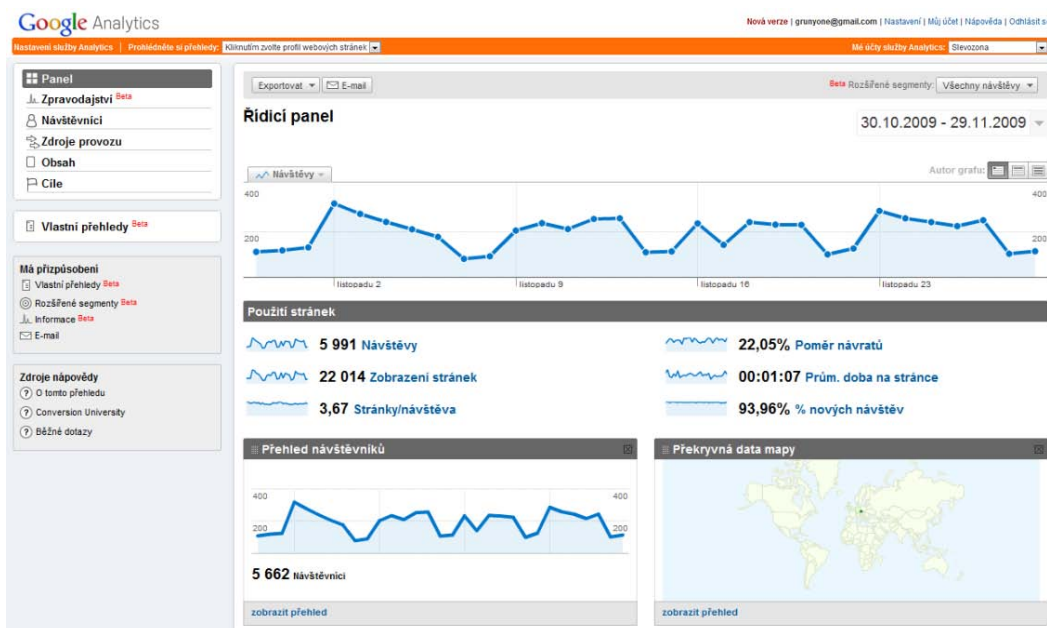 Google Analytics
Nová verze | grunyone@gmail.com | Nastavení | Můj účet | Nápověda | Odhlásit s
Nastavení služby Analytics | Prohlédněte si přehledy: Kliknutím zvolte profil webových stránek
Mé účty služby Analytics: Slevozona
Panel
Zpravodajství Beta
Návštěvníci
Zdroje provozu
Obsah
Cíle
Vlastní přehledy Beta
Má přizpůsobení
Vlastní přehledy Beta
Rozšířené segmenty Beta
Informace Beta
E-mail
Zdroje nápovědy
? O tomto přehledu
? Conversion University
? Běžné dotazy
Exportovat E-mail
Beta Rozšířené segmenty: Všechny návštěvy
Řídicí panel
30.10.2009 - 29.11.2009
Návštěvy
Autor grafu:
400 400
200 200
listopadu 2 listopadu 9 listopadu 16 listopadu 23
Použití stránek
5 991 Návštěvy
22 014 Zobrazení stránek
3,67 Stránky/návštěva
22,05% Poměr návratů
00:01:07 Prům. doba na stránce
93,96% % nových návštěv
Přehled návštěvníků
400 400
200 200
5 662 Návštěvníci
zobrazit přehled
Překryvná data mapy
zobrazit přehled